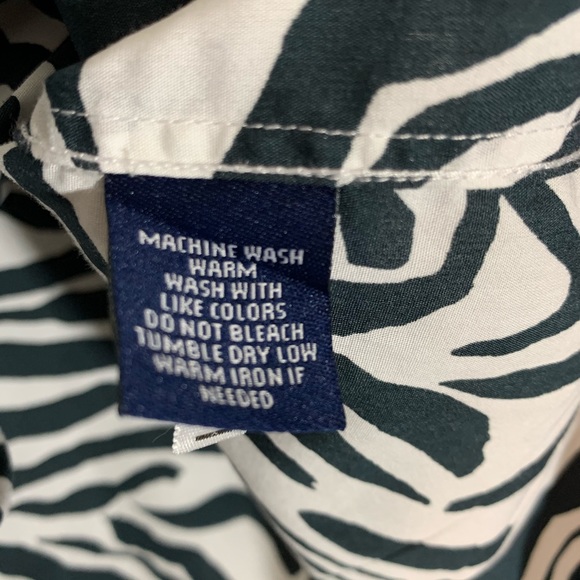 MACHINE WASH
WARM
WASH WITH
LIKE COLORS
DO NOT BLEACH
TUMBLE DRY LOW
WARM IRON IF
NEEDED